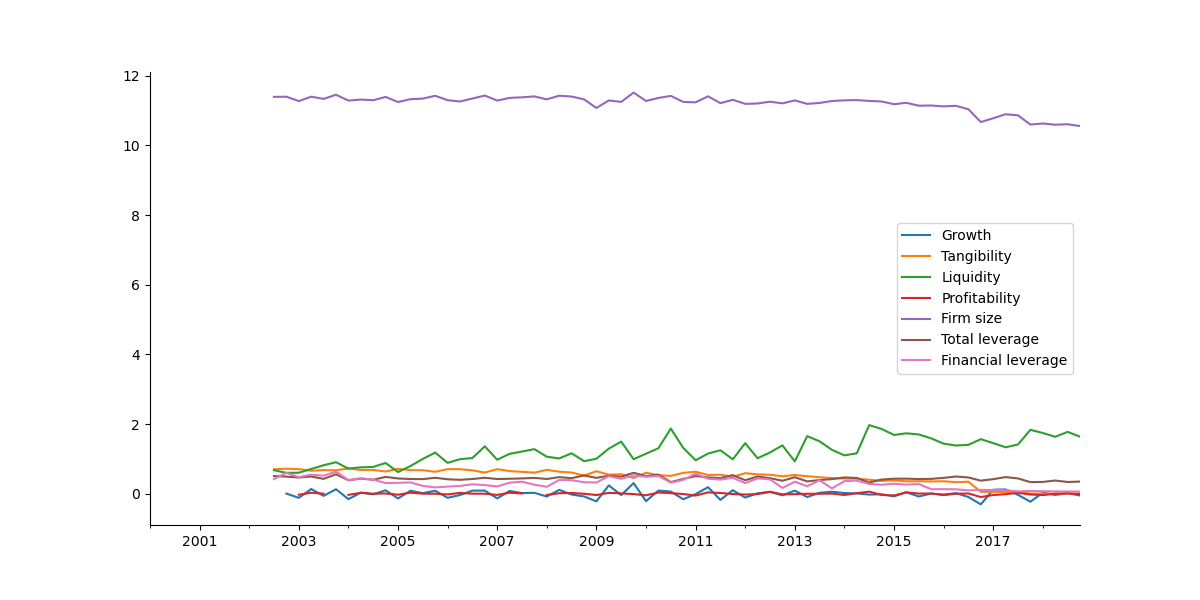 12
10
8
6
4
2
0
Growth
Tangibility
Liquidity
Profitability
Firm size
Total leverage
Financial leverage
2001 2003 2005 2007 2009 2011 2013 2015 2017